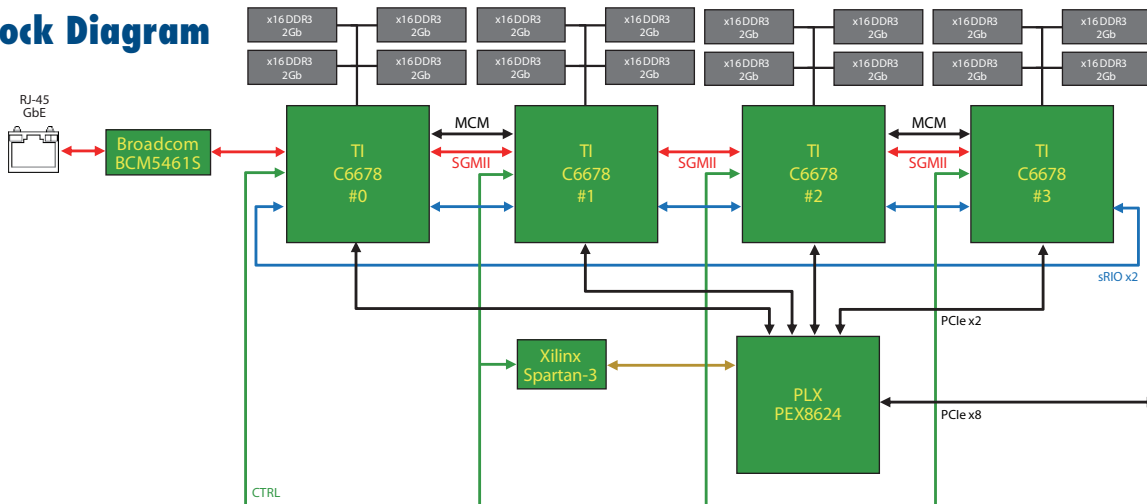 ock Diagram
x16DDR3
2Gb
x16DDR3
2Gb
x16DDR3
2Gb
x16DDR3
2Gb
x16DDR3
2Gb
x16DDR3
2Gb
x16DDR3
2Gb
x16DDR3
2Gb
x16DDR3
2Gb
x16DDR3
2Gb
x16DDR3
2Gb
x16DDR3
2Gb
x16DDR3
2Gb
x16DDR3
2Gb
x16DDR3
2Gb
x16DDR3
2Gb
RJ-45
GbE
Broadcom
BCM5461S
TI
C6678
#0
MCM
SGMII
TI
C6678
#1
SGMII
TI
C6678
#2
MCM
SGMII
TI
C6678
#3
sRIO x2
PCIe x2
Xilinx
Spartan-3
PLX
PEX8624
PCIe x8
CTRL